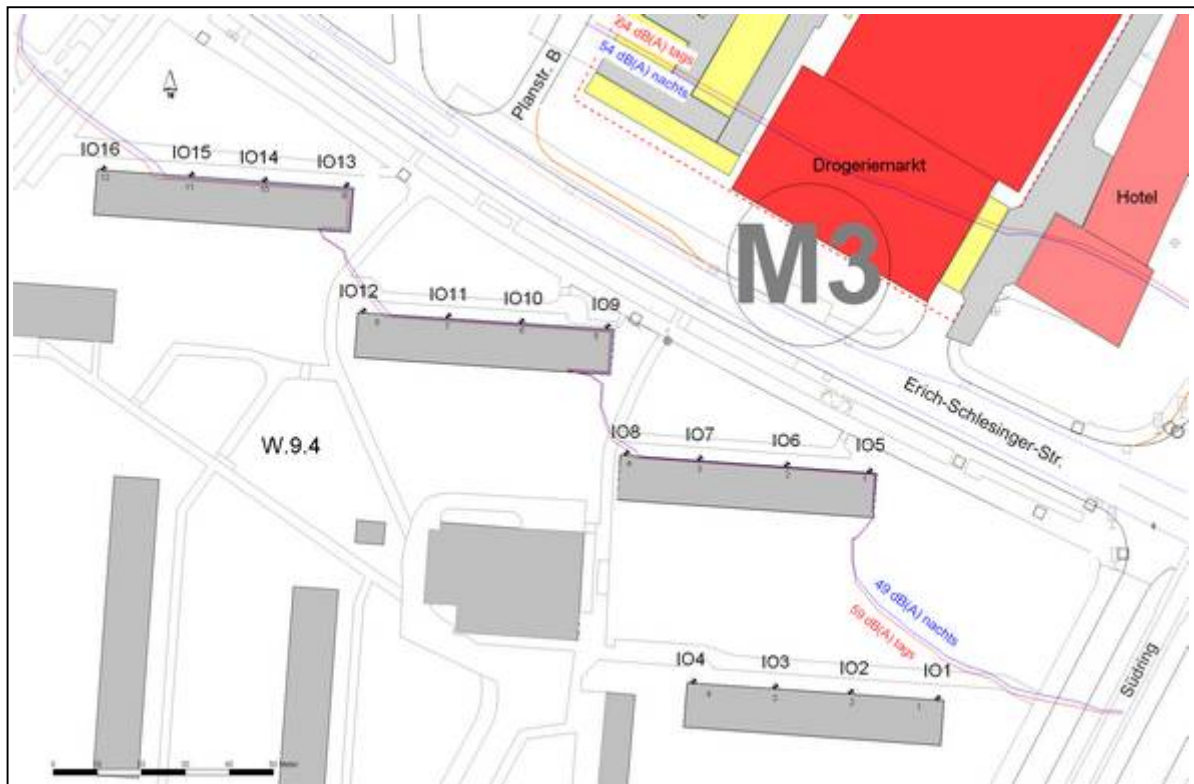 64 dB(A) tags
54 dB(A) nachts
Planstr. B
Drogeriemarkt
Hotel
M3
IO16
IO15
IO14
IO13
IO12
IO11
IO10
IO9
Erich-Schlesinger-Str.
W.9.4
IO8
IO7
IO6
IO5
49 dB(A) nachts
59 dB(A) tags
Südring
IO4
IO3
IO2
IO1